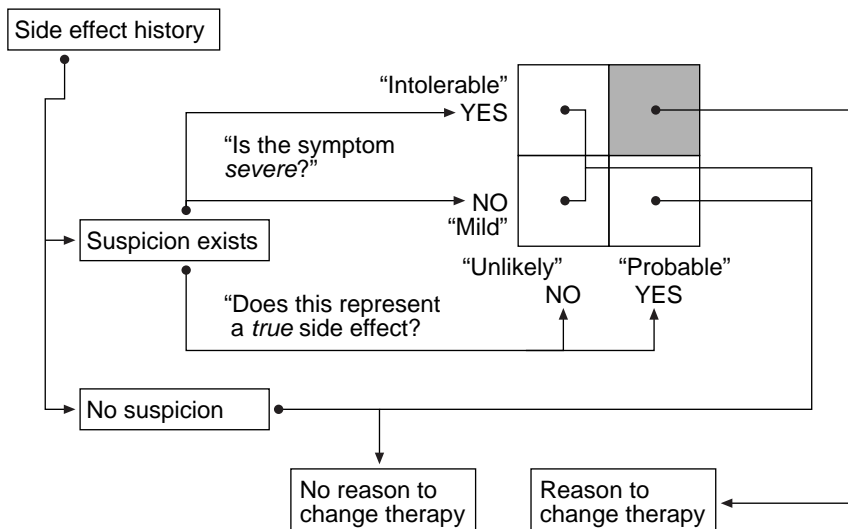 Side effect history
“Intolerable”
YES
“Is the symptom
severe?”
NO
“Mild”
Suspicion exists
“Unlikely” “Probable”
NO YES
“Does this represent
a true side effect?
No suspicion
No reason to
change therapy
Reason to
change therapy